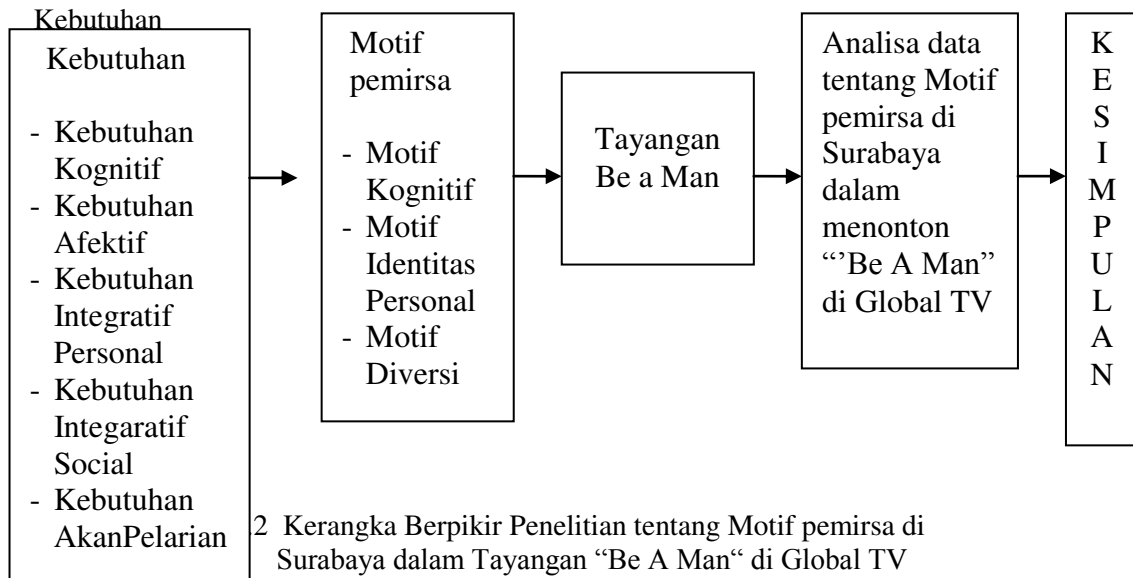 Kebutuhan
Kebutuhan
- Kebutuhan
Kognitif
- Kebutuhan
Afektif
- Kebutuhan
Integratif
Personal
- Kebutuhan
Integaratif
Social
- Kebutuhan
AkanPelarian
Motif
pemirsa
- Motif
Kognitif
- Motif
Identitas
Personal
- Motif
Diversi
Tayangan
Be a Man
Analisa data
tentang Motif
pemirsa di
Surabaya
dalam
menonton
“’Be A Man”
di Global TV
K
E
S
I
M
P
U
L
A
N
.2 Kerangka Berpikir Penelitian tentang Motif pemirsa di
Surabaya dalam Tayangan “Be A Man“ di Global TV